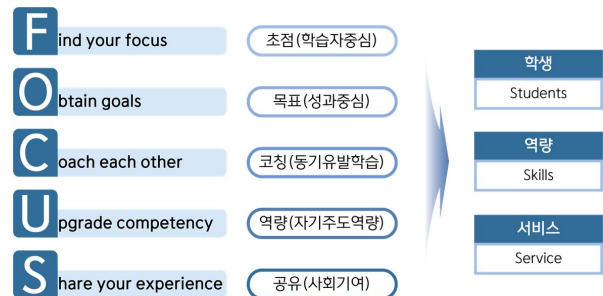 Find your focus
초점(학습자중심)
Obtain goals
목표(성과중심)
Coach each other
코칭(동기유발학습)
Upgrade competency
역량(자기주도역량)
Share your experience
공유(사회기여)
학생
Students
역량
Skills
서비스
Service